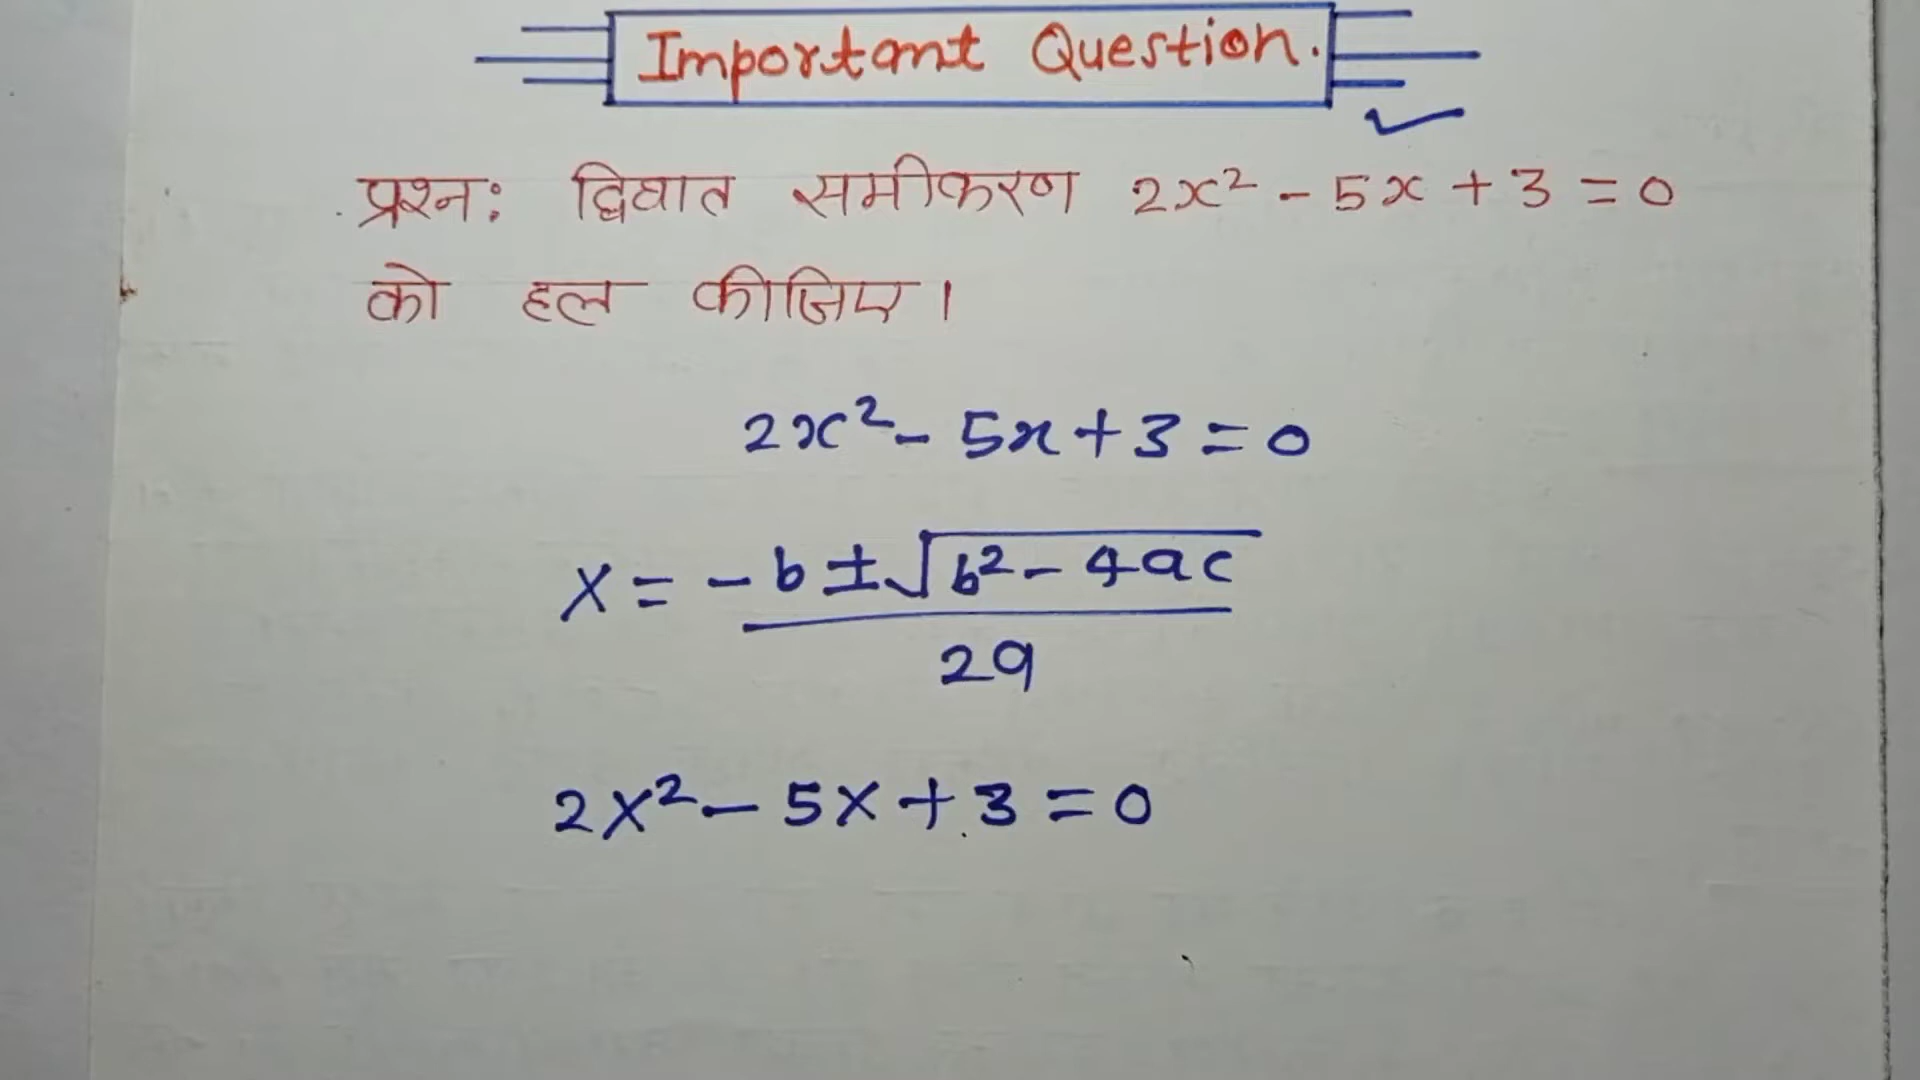 Important Question.
प्रश्न: द्विघात समीकरण 2x² - 5x + 3 = 0
को हल कीजिए।
2x² - 5x + 3 = 0
x = -b ± √b² - 4ac
2a
2x² - 5x + 3 = 0